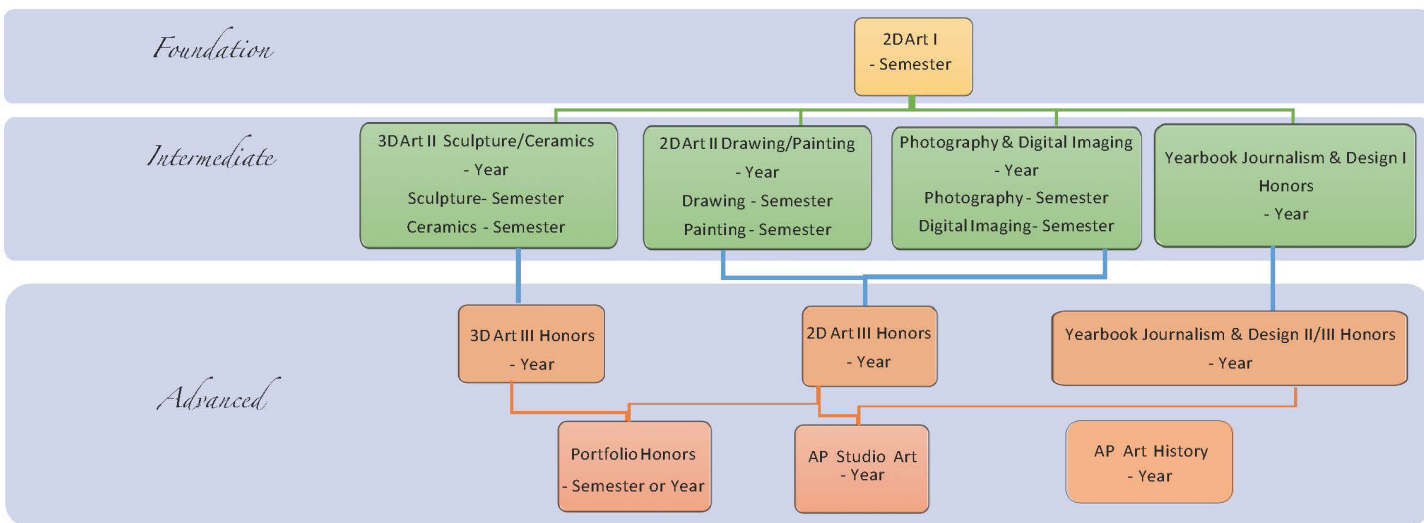 Foundation
2D Art I
- Semester
Intermediate
3D Art II Sculpture/Ceramics
- Year
Sculpture- Semester
Ceramics - Semester
2D Art II Drawing/Painting
- Year
Drawing - Semester
Painting - Semester
Photography & Digital Imaging
- Year
Photography - Semester
Digital Imaging- Semester
Yearbook Journalism & Design I
Honors
- Year
Advanced
3D Art III Honors
- Year
2D Art III Honors
- Year
Yearbook Journalism & Design II/III Honors
- Year
Portfolio Honors
- Semester or Year
AP Studio Art
- Year
AP Art History
- Year